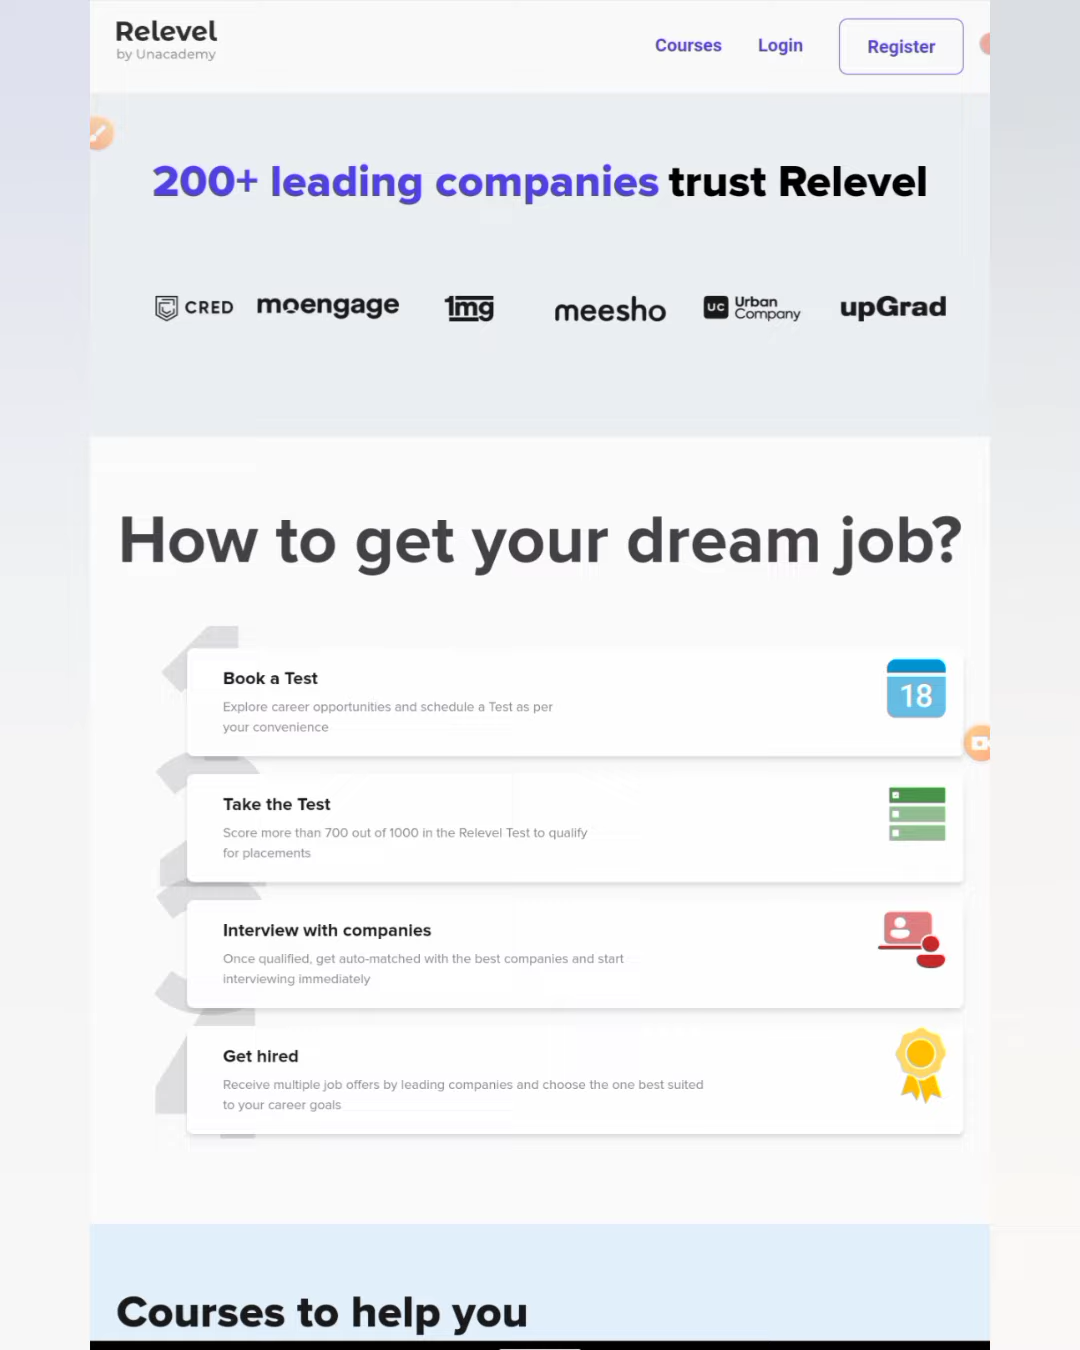 Relevel
by Unacademy
Courses
Login
Register
200+ leading companies trust Relevel
CRED
moengage
1mg
meesho
UC
Urban
Company
upGrad
How to get your dream job?
1
Book a Test
Explore career opportunities and schedule a Test as per
your convenience
18
2
Take the Test
Score more than 700 out of 1000 in the Relevel Test to qualify
for placements
3
Interview with companies
Once qualified, get auto-matched with the best companies and start
interviewing immediately
4
Get hired
Receive multiple job offers by leading companies and choose the one best suited
to your career goals
Courses to help you